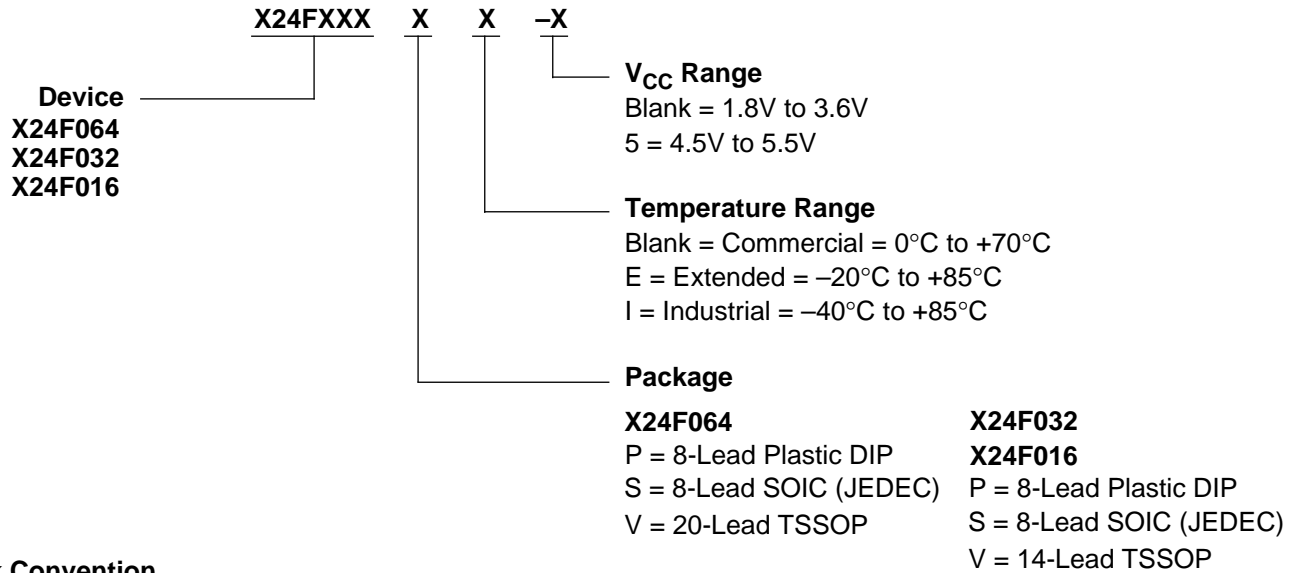 X24FXXX X X –X
Device
X24F064
X24F032
X24F016
VCC Range
Blank = 1.8V to 3.6V
5 = 4.5V to 5.5V
Temperature Range
Blank = Commercial = 0°C to +70°C
E = Extended = –20°C to +85°C
I = Industrial = –40°C to +85°C
Package
X24F064
P = 8-Lead Plastic DIP
S = 8-Lead SOIC (JEDEC)
V = 20-Lead TSSOP
X24F032
X24F016
P = 8-Lead Plastic DIP
S = 8-Lead SOIC (JEDEC)
V = 14-Lead TSSOP
Convention